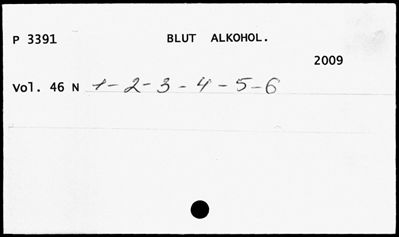 P 3391 BLUT ALKOHOL.
2009
Vol. 46 N 1-2-3-4-5-6